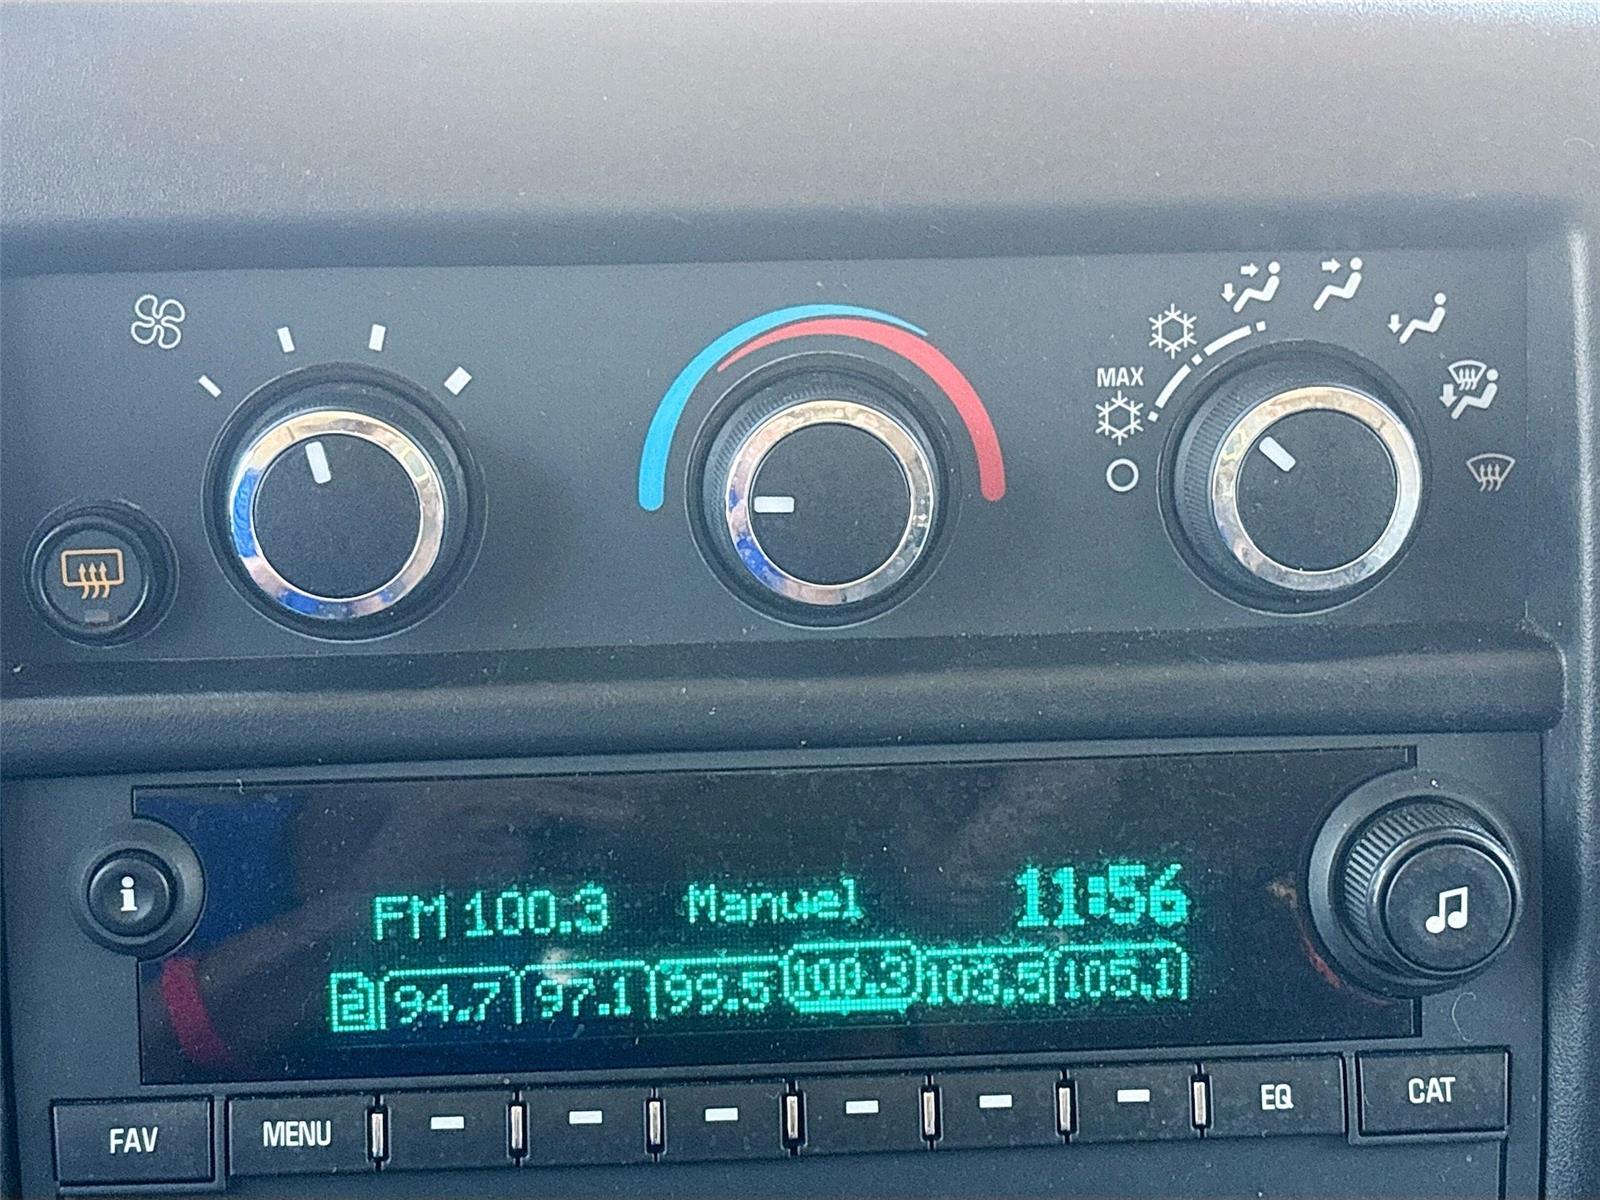 MAX
i
FM 100.3 Manuel 11:56
2 94.7 97.1 99.5 100.3 103.5 105.1
FAV MENU EQ CAT